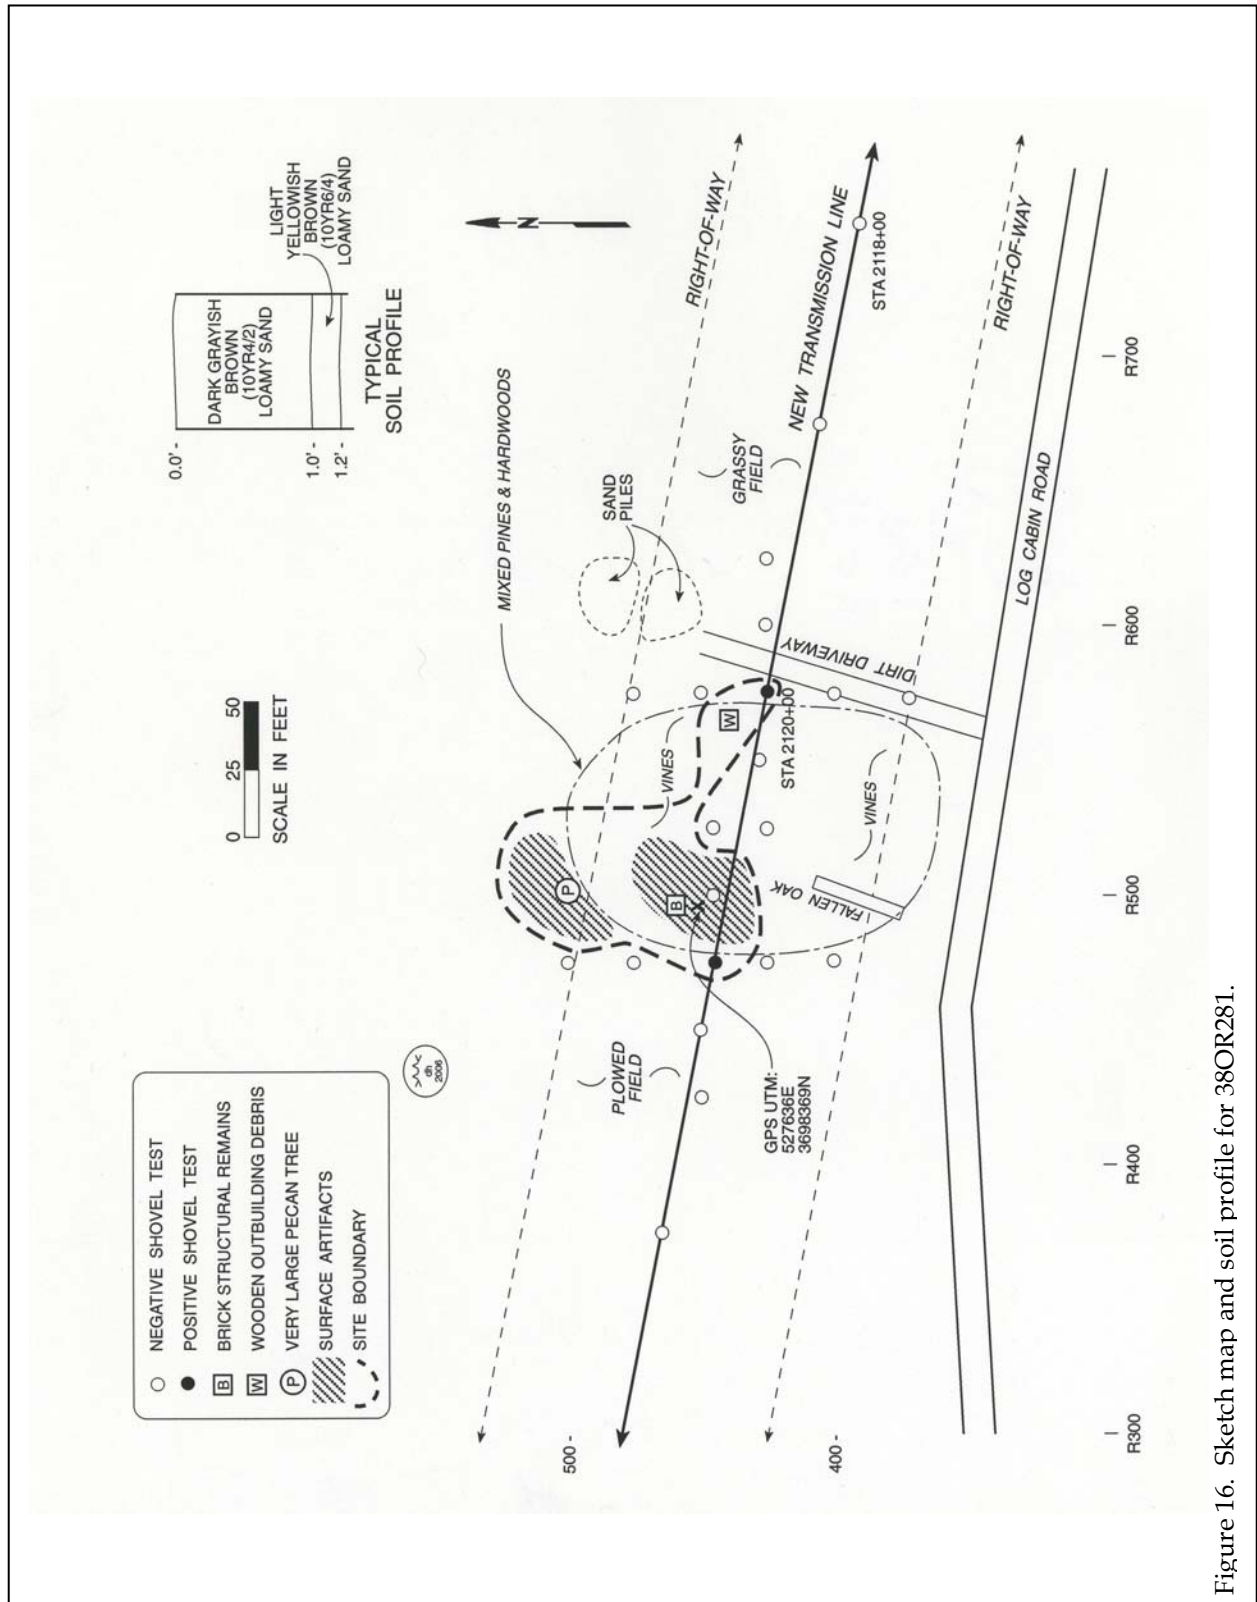 0.0' -
1.0' -
1.2' -
DARK GRAYISH
BROWN
(10YR4/2)
LOAMY SAND
LIGHT
YELLOWISH
BROWN
(10YR6/4)
LOAMY SAND
TYPICAL
SOIL PROFILE
0 25 50
SCALE IN FEET
○ NEGATIVE SHOVEL TEST
● POSITIVE SHOVEL TEST
B BRICK STRUCTURAL REMAINS
W WOODEN OUTBUILDING DEBRIS
P VERY LARGE PECAN TREE
SURFACE ARTIFACTS
SITE BOUNDARY
dh
2006
N
MIXED PINES & HARDWOODS
SAND
PILES
RIGHT-OF-WAY
NEW TRANSMISSION LINE
STA 2118+00
RIGHT-OF-WAY
GRASSY
FIELD
P
VINES
B
X
W
STA 2120+00
DIRT DRIVEWAY
VINES
FALLEN OAK
PLOWED
FIELD
GPS UTM:
527636E
3698369N
LOG CABIN ROAD
500 -
400 -
R300
R400
R500
R600
R700
Figure 16. Sketch map and soil profile for 38OR281.